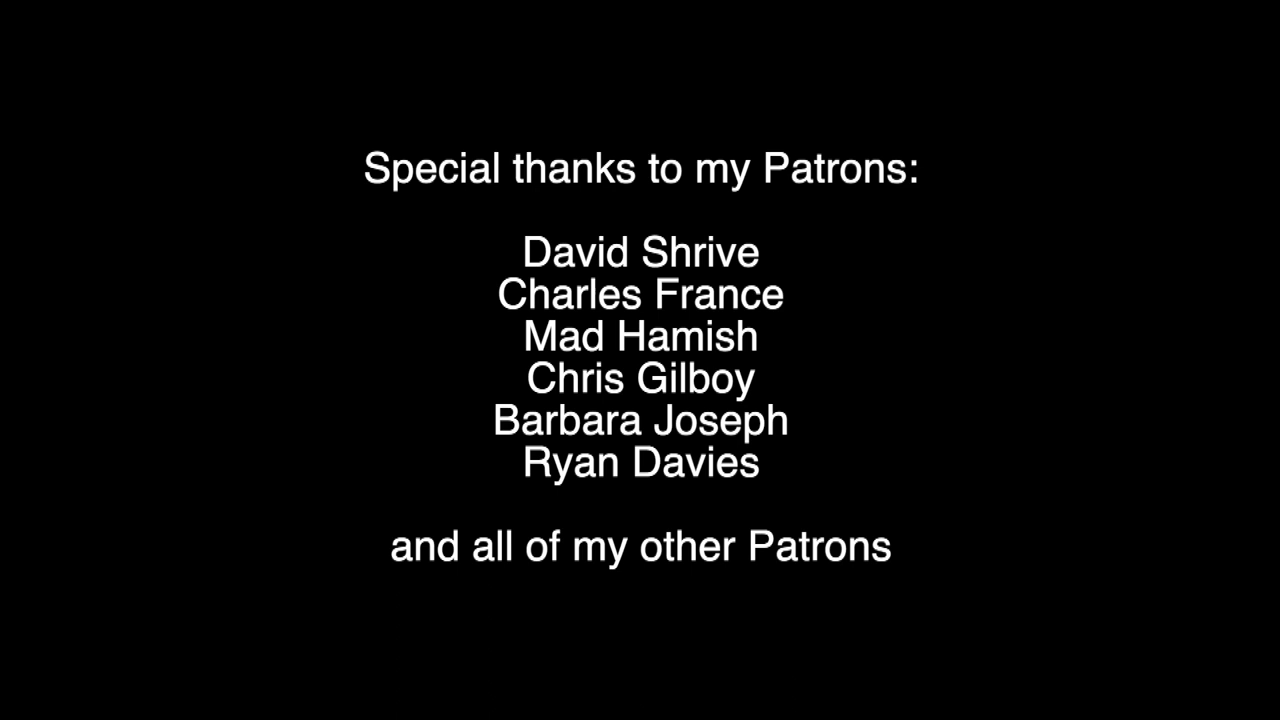 Special thanks to my Patrons:
David Shrive
Charles France
Mad Hamish
Chris Gilboy
Barbara Joseph
Ryan Davies
and all of my other Patrons